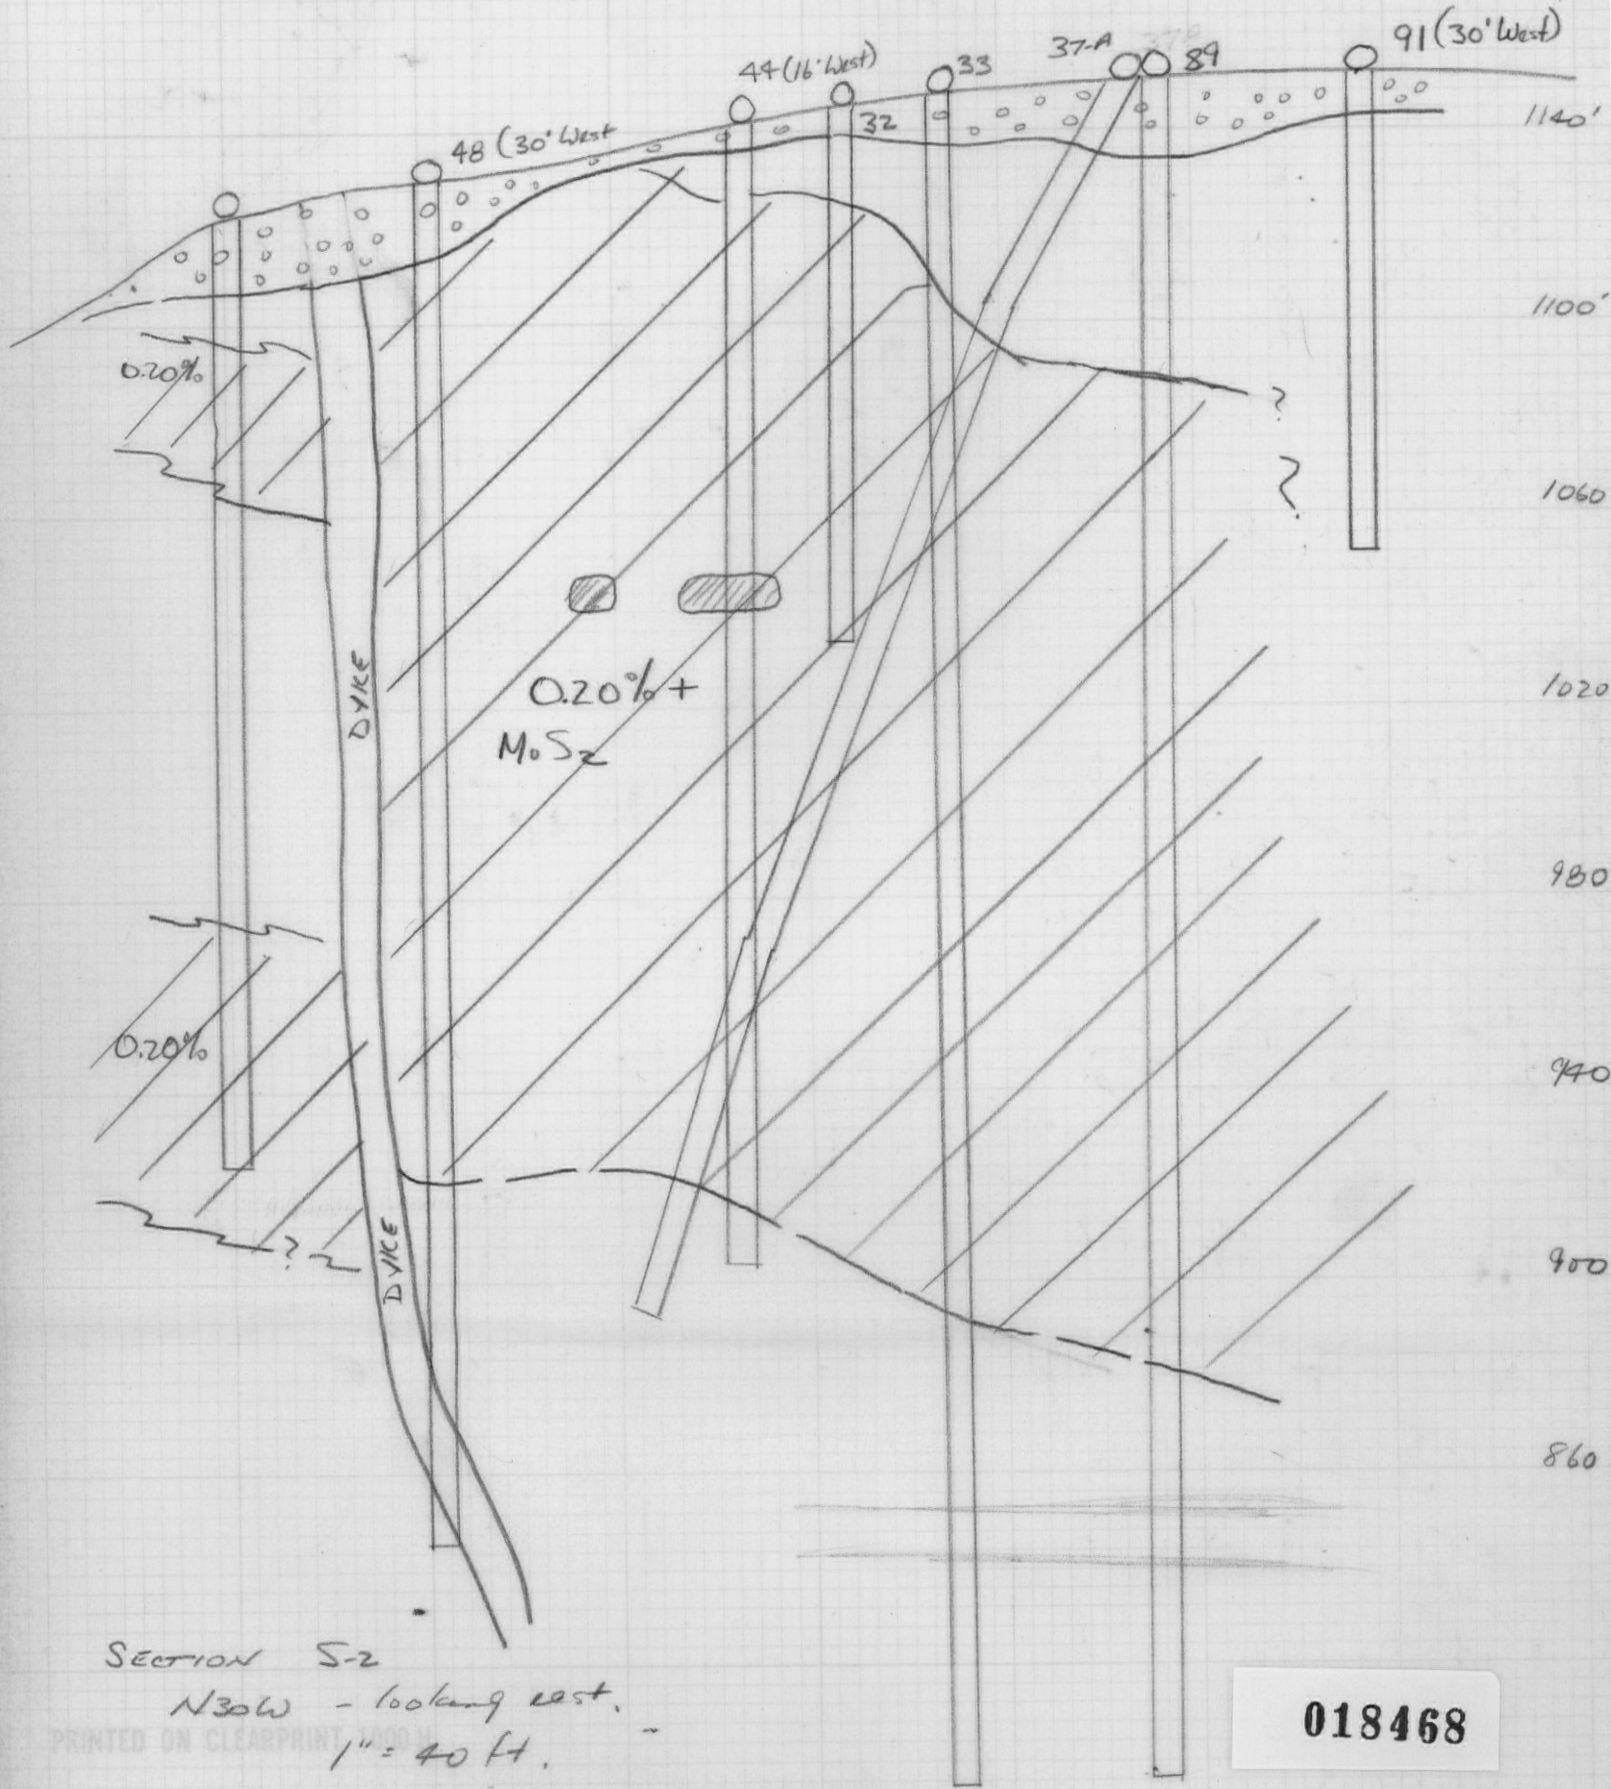 91 (30' West)
37-A
89
33
44 (16' West)
32
1140'
48 (30' West
1100'
0.20%
?
?
1060
DYKE
0.20% +
MoS2
1020
980
0.20%
940
DYKE
?
900
860
SECTION S-2
N30W - looking
1" = 40 ft.
PRINTED ON CLEARPRINT
018468